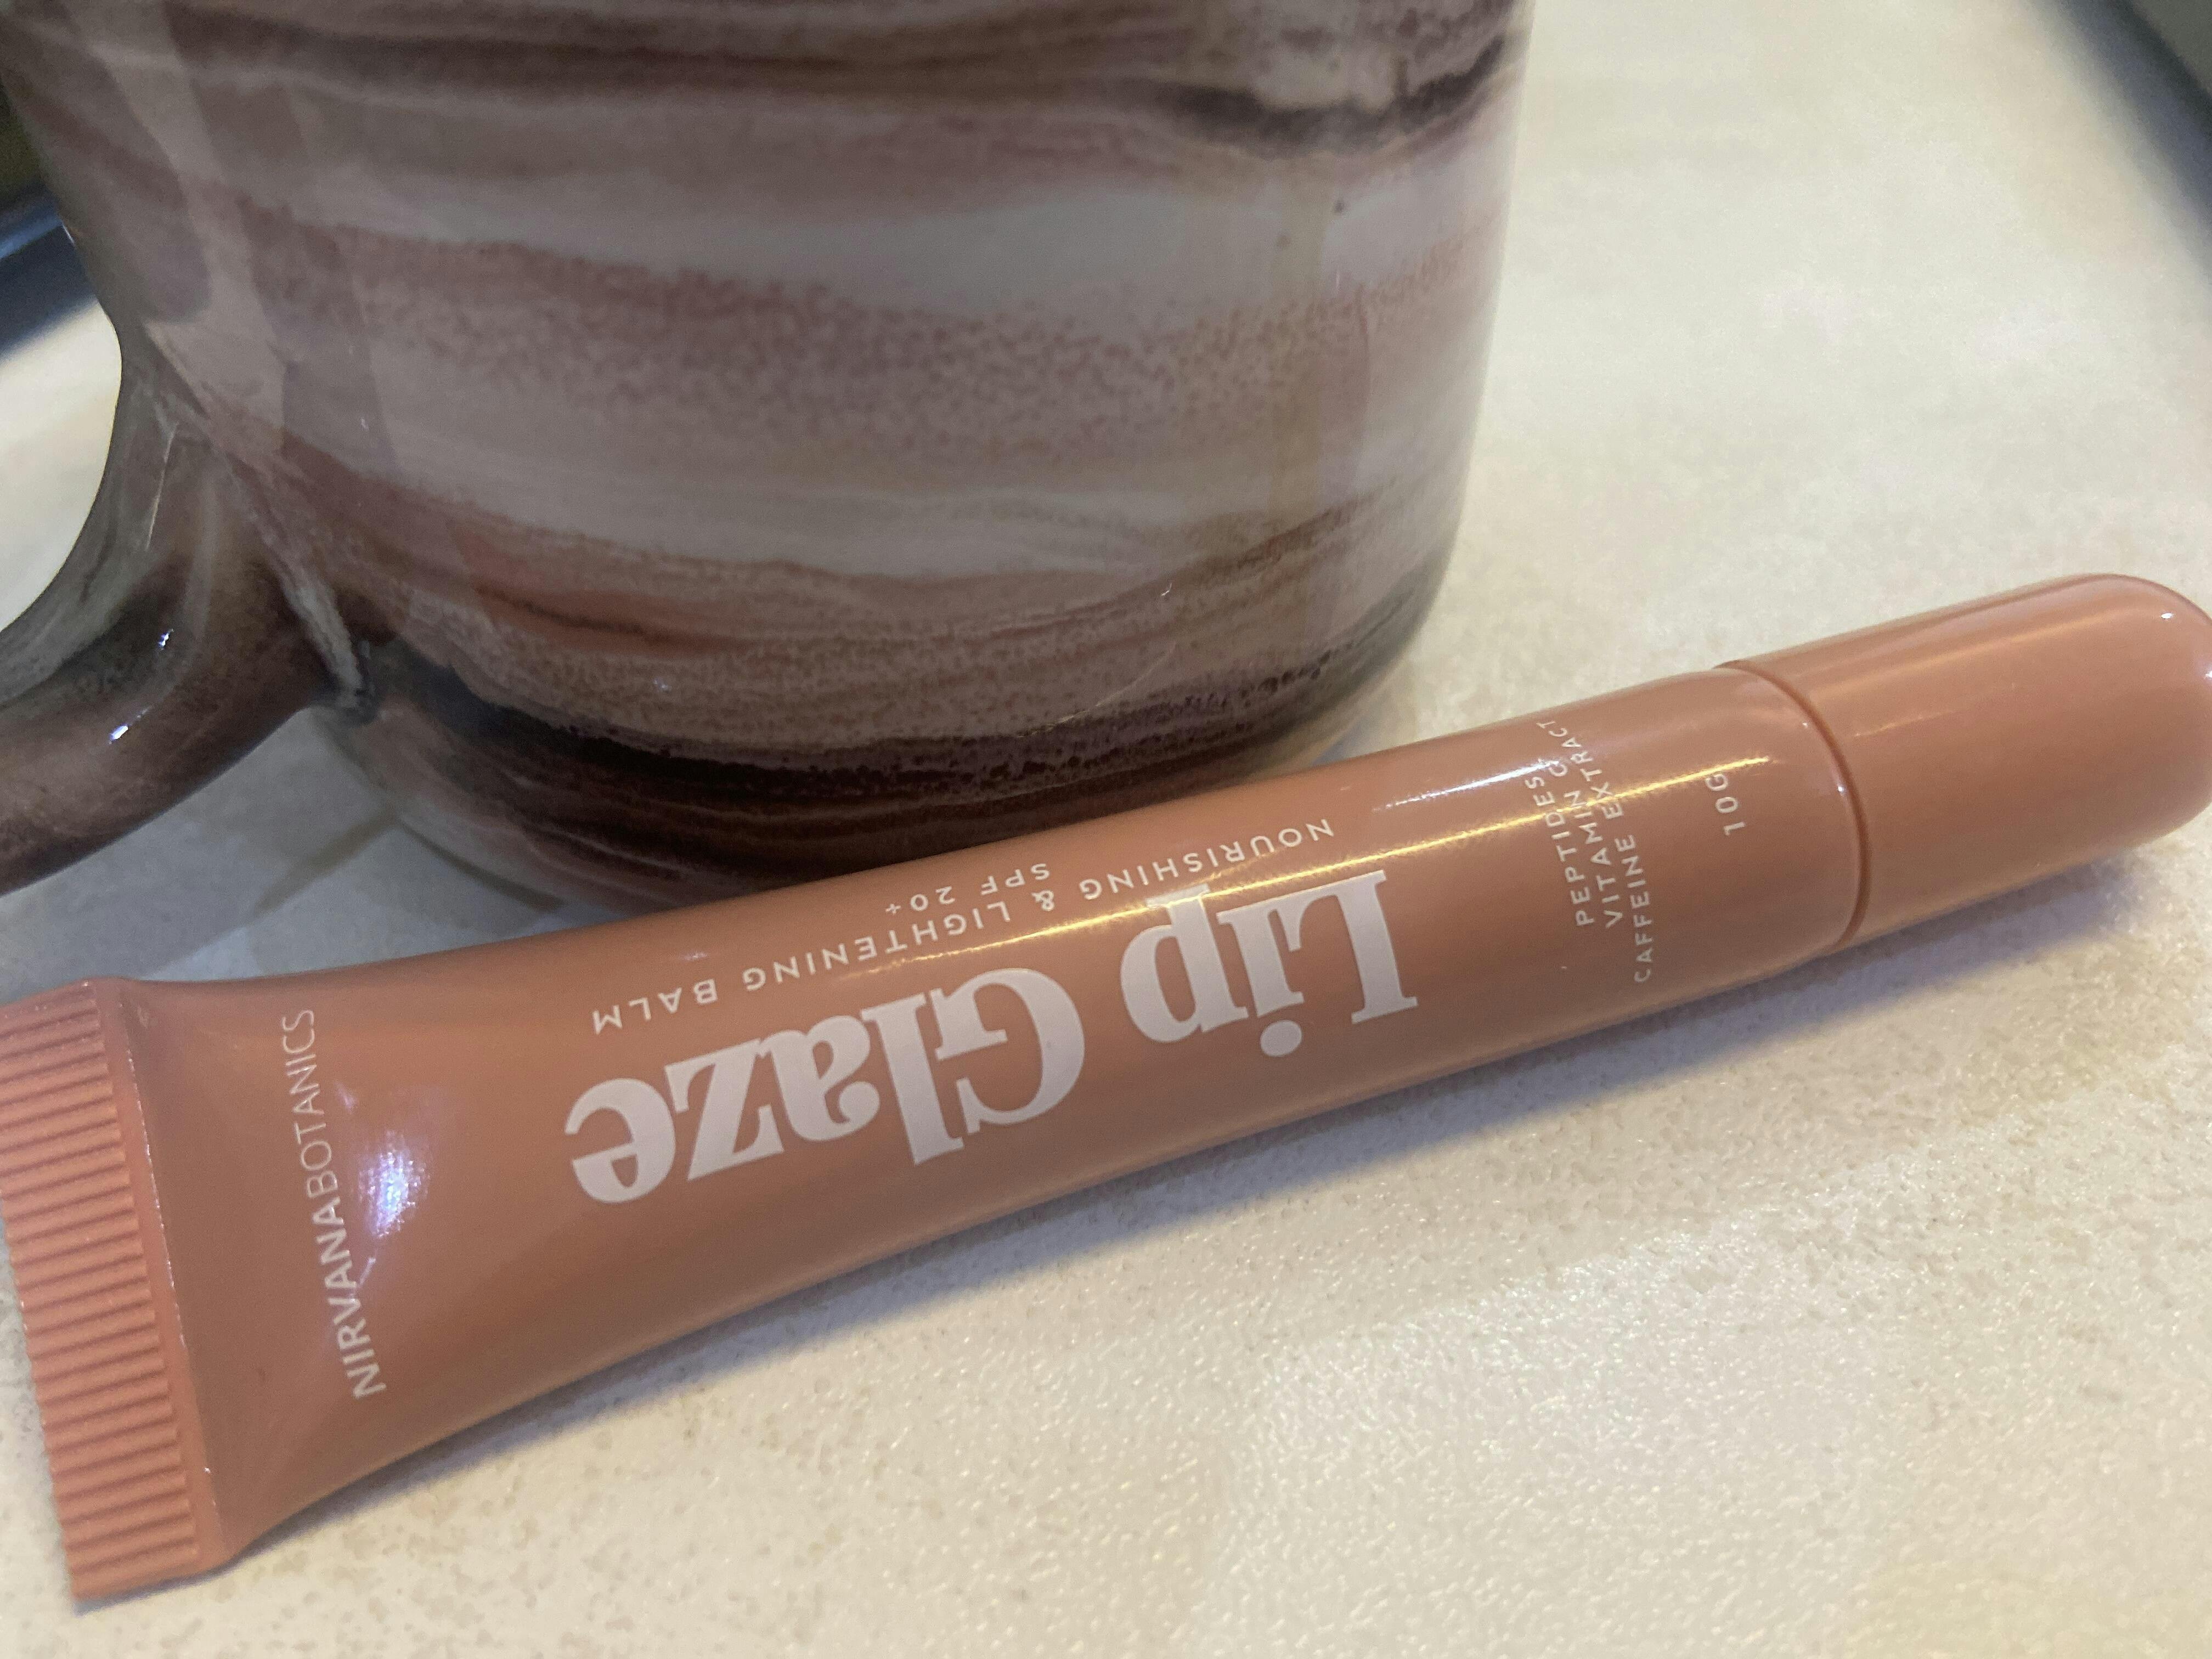 NIRVANABOTANICS
Lip Glaze
NOURISHING & LIGHTENING BALM
SPF 20+
PEPTIDES,
VITAMIN C,
CAFFEINE EXTRACT
10G